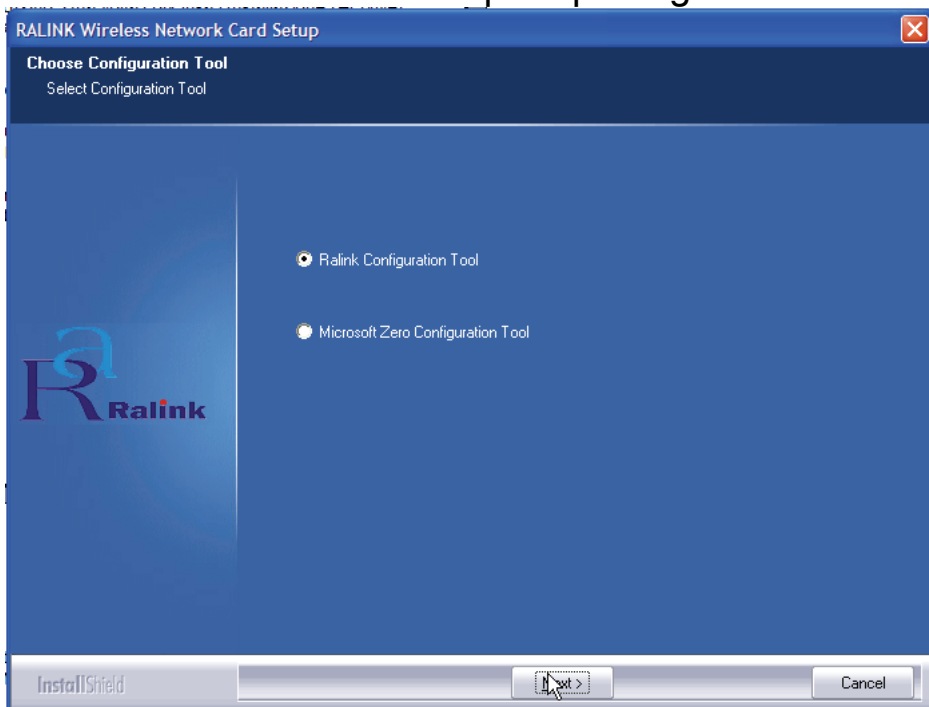 RALINK Wireless Network Card Setup
Choose Configuration Tool
Select Configuration Tool
Ralink Configuration Tool
Microsoft Zero Configuration Tool
Ra
Ralink
InstallShield
Next >
Cancel